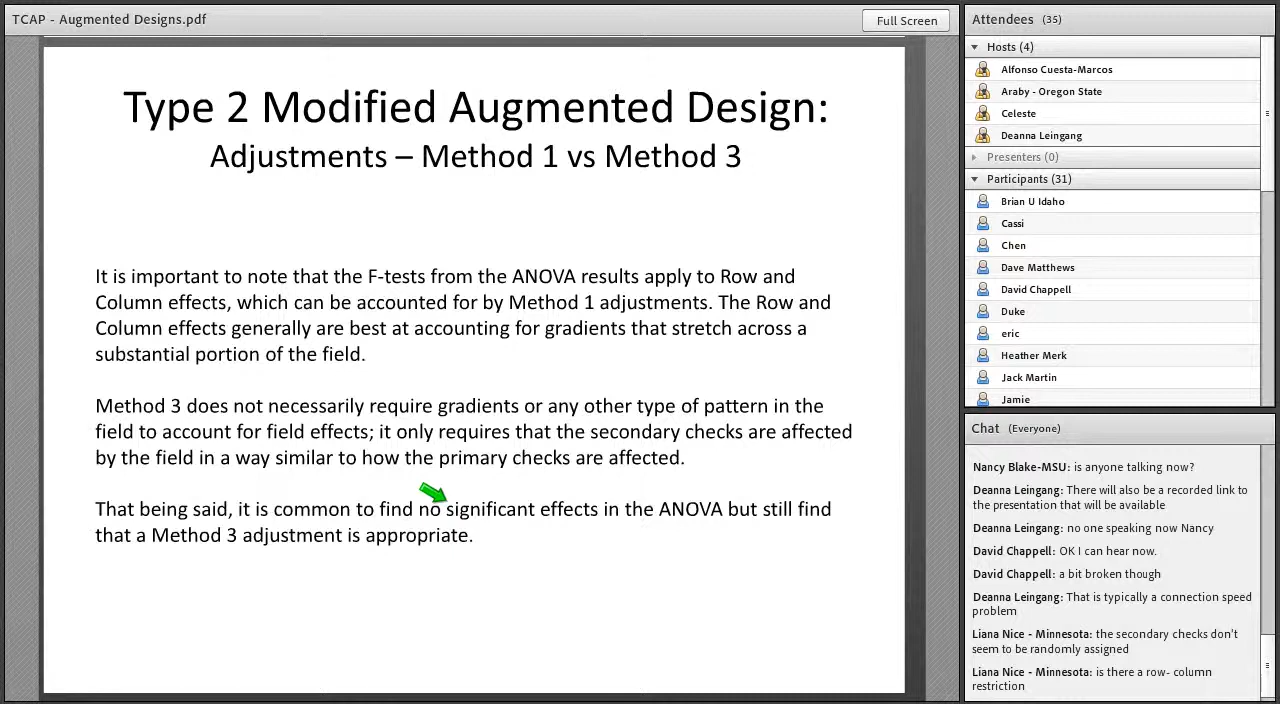 TCAP - Augmented Designs.pdf
Full Screen
Type 2 Modified Augmented Design:
Adjustments – Method 1 vs Method 3
It is important to note that the F-tests from the ANOVA results apply to Row and
Column effects, which can be accounted for by Method 1 adjustments. The Row and
Column effects generally are best at accounting for gradients that stretch across a
substantial portion of the field.
Method 3 does not necessarily require gradients or any other type of pattern in the
field to account for field effects; it only requires that the secondary checks are affected
by the field in a way similar to how the primary checks are affected.
That being said, it is common to find no significant effects in the ANOVA but still find
that a Method 3 adjustment is appropriate.
Attendees (35)
Hosts (4)
Alfonso Cuesta-Marcos
Araby - Oregon State
Celeste
Deanna Leingang
Presenters (0)
Participants (31)
Brian U Idaho
Cassi
Chen
Dave Matthews
David Chappell
Duke
eric
Heather Merk
Jack Martin
Jamie
Chat (Everyone)
Nancy Blake-MSU: is anyone talking now?
Deanna Leingang: There will also be a recorded link to
the presentation that will be available
Deanna Leingang: no one speaking now Nancy
David Chappell: OK I can hear now.
David Chappell: a bit broken though
Deanna Leingang: That is typically a connection speed
problem
Liana Nice - Minnesota: the secondary checks don't
seem to be randomly assigned
Liana Nice - Minnesota: is there a row- column
restriction